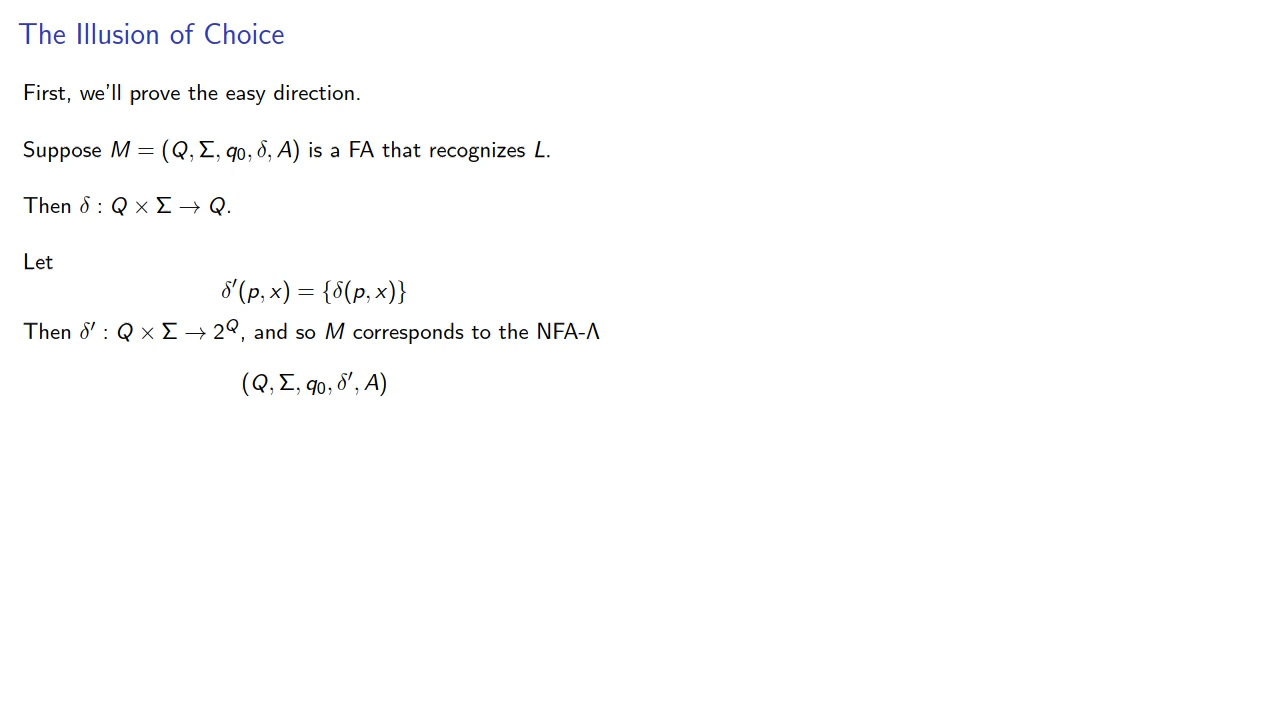 The Illusion of Choice
First, we'll prove the easy direction.
Suppose M = (Q, Σ, q₀, δ, A) is a FA that recognizes L.
Then δ : Q × Σ → Q.
Let
δ′(p, x) = {δ(p, x)}
Then δ′ : Q × Σ → 2^Q, and so M corresponds to the NFA-Λ
(Q, Σ, q₀, δ′, A)